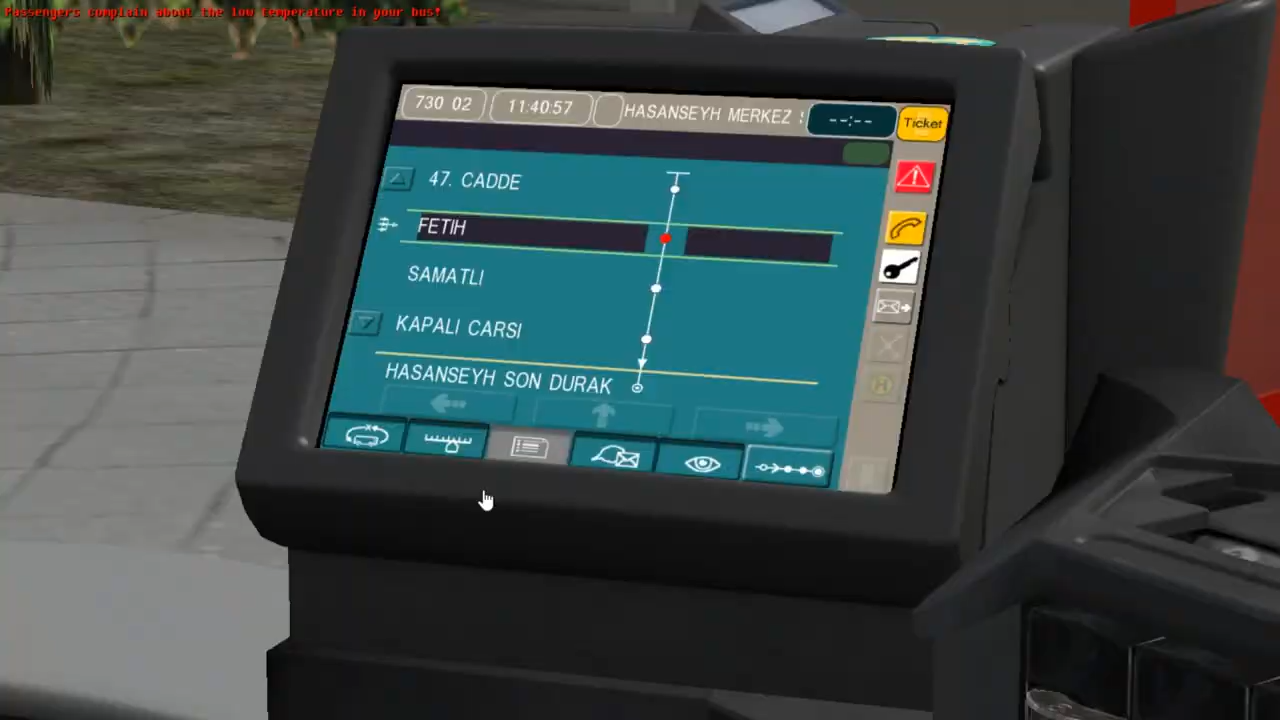 Passengers complain about the low temperature in your bus!
730 02 11:40:57 HASANSEYH MERKEZ --:-- Ticket
47. CADDE
FETIH
SAMATLI
KAPALI CARSI
HASANSEYH SON DURAK